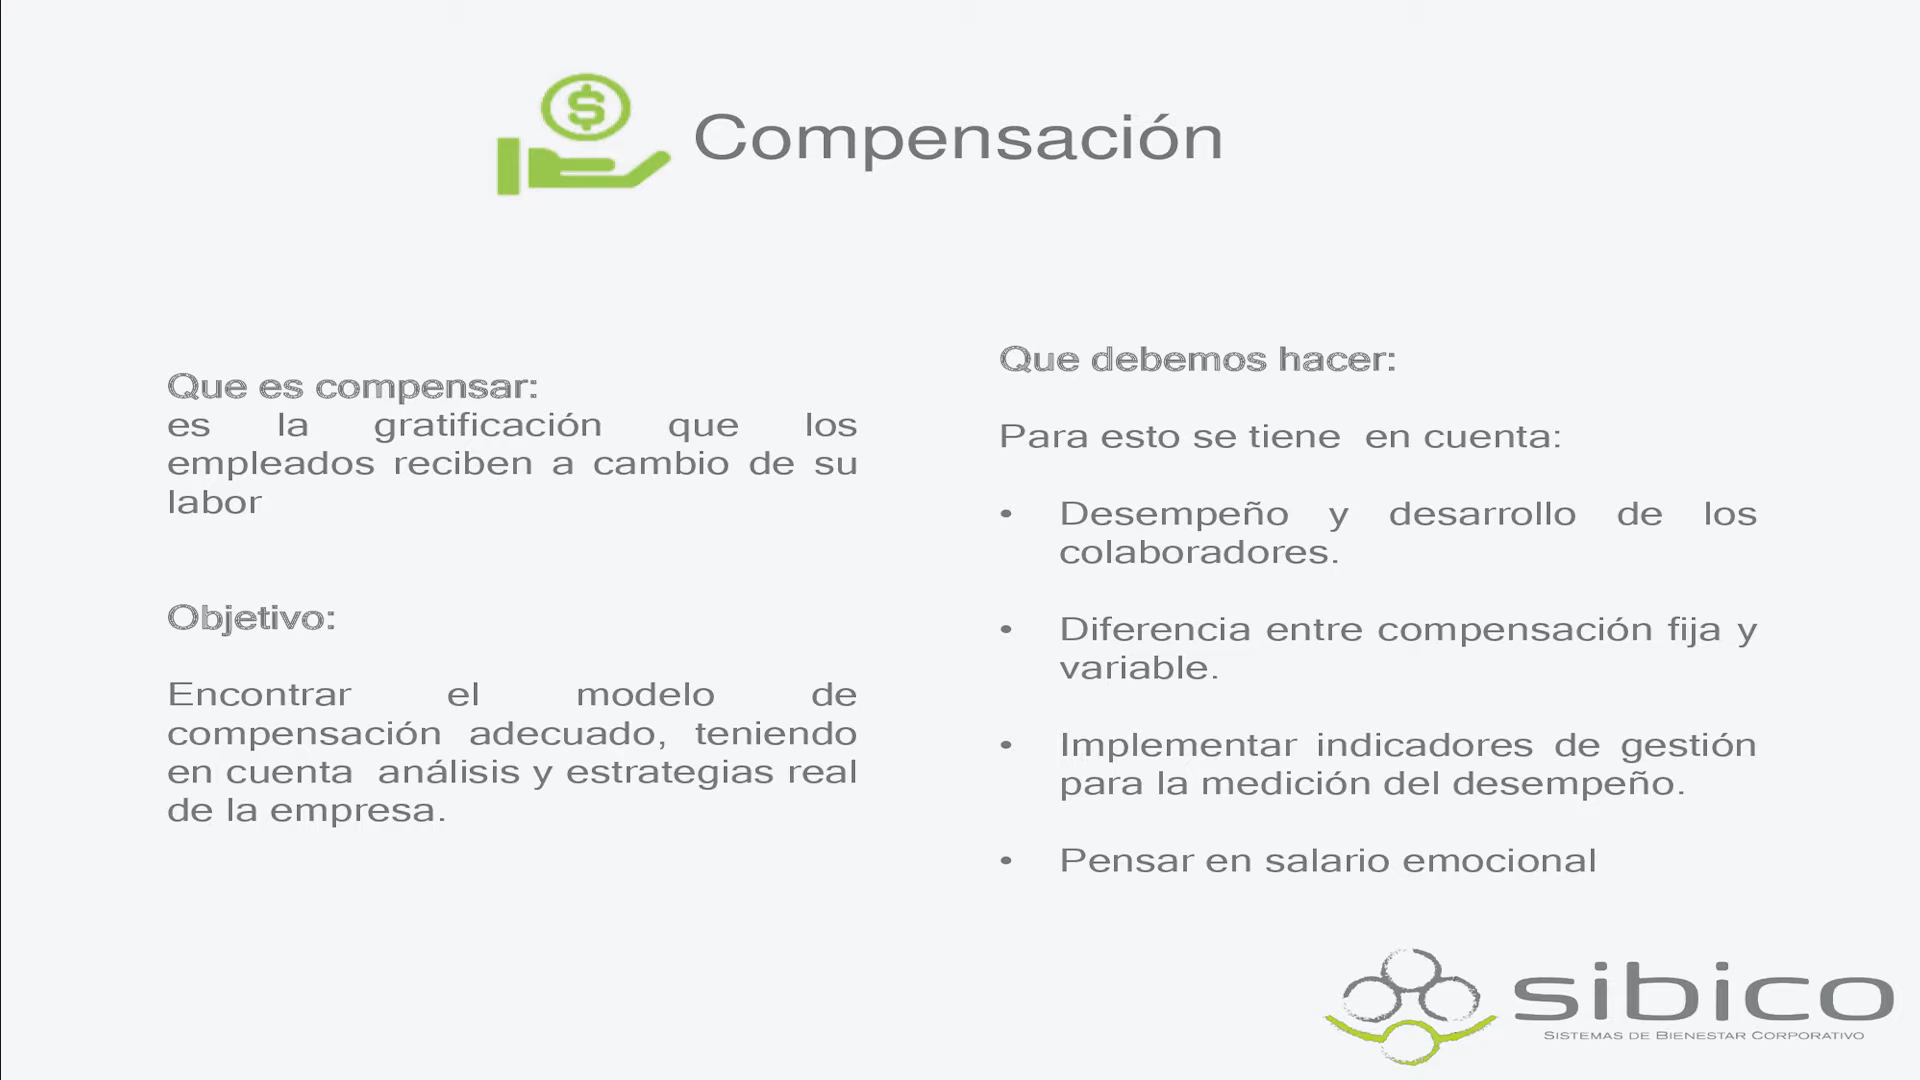 $
Compensación
Que es compensar:
es la gratificación que los
empleados reciben a cambio de su
labor
Objetivo:
Encontrar el modelo de
compensación adecuado, teniendo
en cuenta  análisis y estrategias real
de la empresa.
Que debemos hacer:
Para esto se tiene  en cuenta:
• Desempeño y desarrollo de los
colaboradores.
• Diferencia entre compensación fija y
variable.
• Implementar indicadores de gestión
para la medición del desempeño.
• Pensar en salario emocional
sibico
SISTEMAS DE BIENESTAR CORPORATIVO